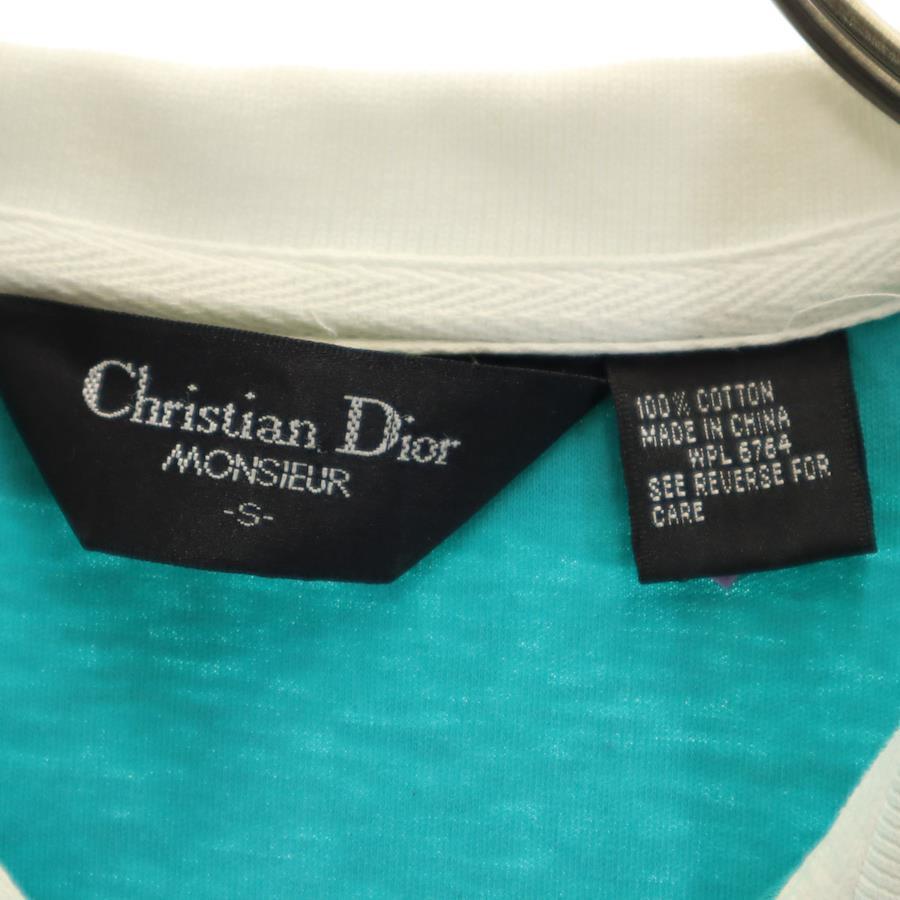 Christian Dior
MONSIEUR
-S-
100% COTTON
MADE IN CHINA
WPL 6764
SEE REVERSE FOR
CARE